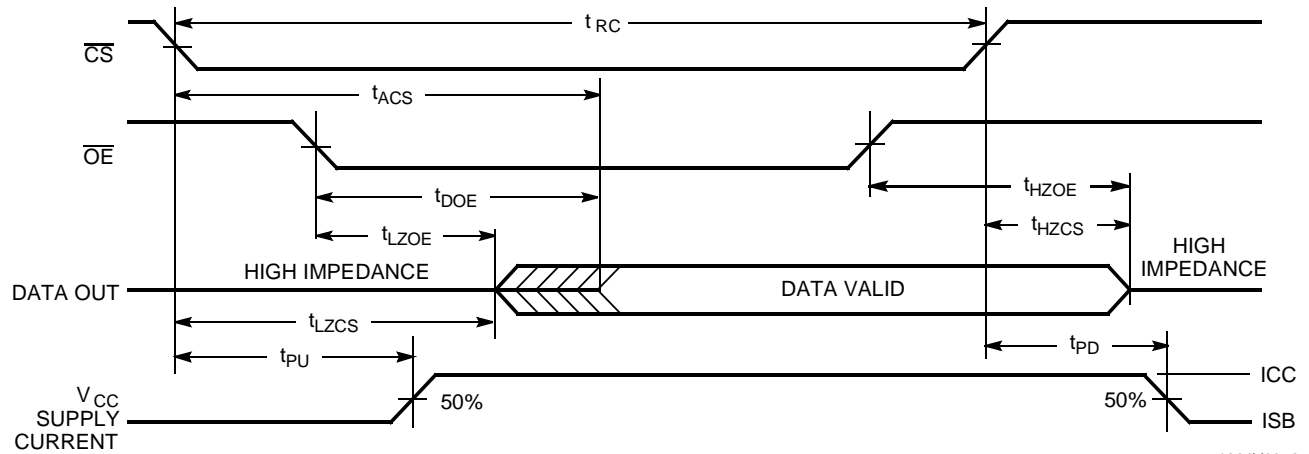 t RC
CS
tACS
OE
tDOE
tHZOE
tLZOE
tHZCS
HIGH IMPEDANCE
HIGH
IMPEDANCE
DATA OUT
DATA VALID
tLZCS
tPU
tPD
VCC
SUPPLY
CURRENT
50%
50%
ICC
ISB